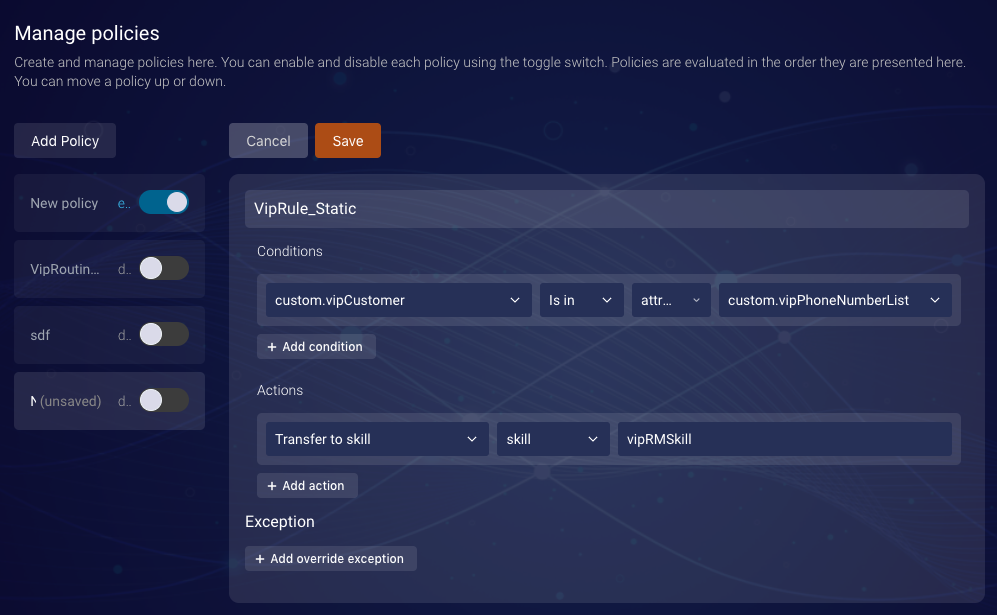 Manage policies
Create and manage policies here. You can enable and disable each policy using the toggle switch. Policies are evaluated in the order they are presented here.
You can move a policy up or down.
Add Policy
Cancel
Save
New policy e..
VipRoutin... d..
sdf d..
N (unsaved) d..
VipRule_Static
Conditions
custom.vipCustomer
Is in
attr...
custom.vipPhoneNumberList
+ Add condition
Actions
Transfer to skill
skill
vipRMSkill
+ Add action
Exception
+ Add override exception